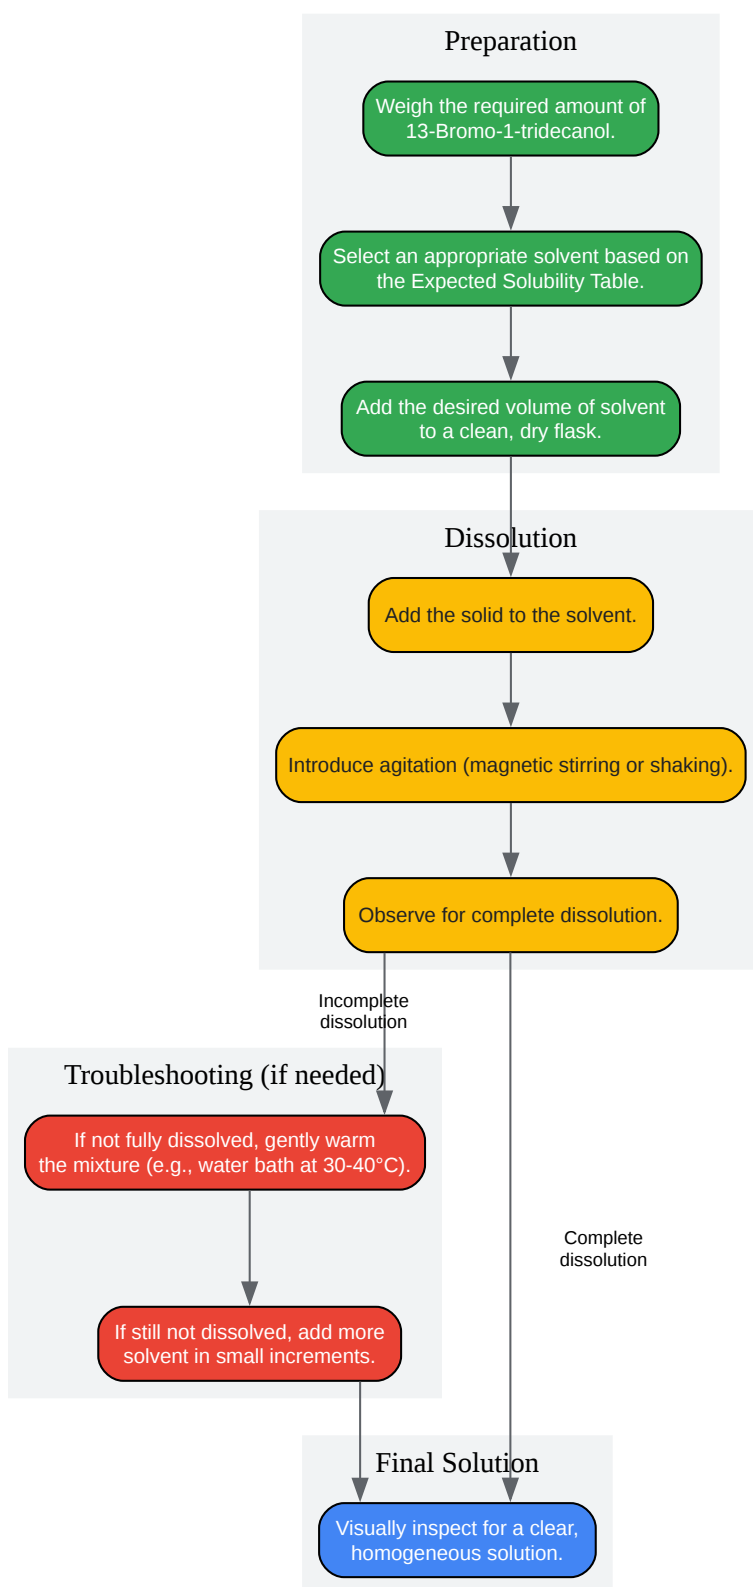 Preparation
Weigh the required amount of
13-Bromo-1-tridecanol.
Select an appropriate solvent based on
the Expected Solubility Table.
Add the desired volume of solvent
to a clean, dry flask.
Dissolution
Add the solid to the solvent.
Introduce agitation (magnetic stirring or shaking).
Observe for complete dissolution.
Incomplete
dissolution
Troubleshooting (if needed)
If not fully dissolved, gently warm
the mixture (e.g., water bath at 30-40°C).
Complete
dissolution
If still not dissolved, add more
solvent in small increments.
Final Solution
Visually inspect for a clear,
homogeneous solution.